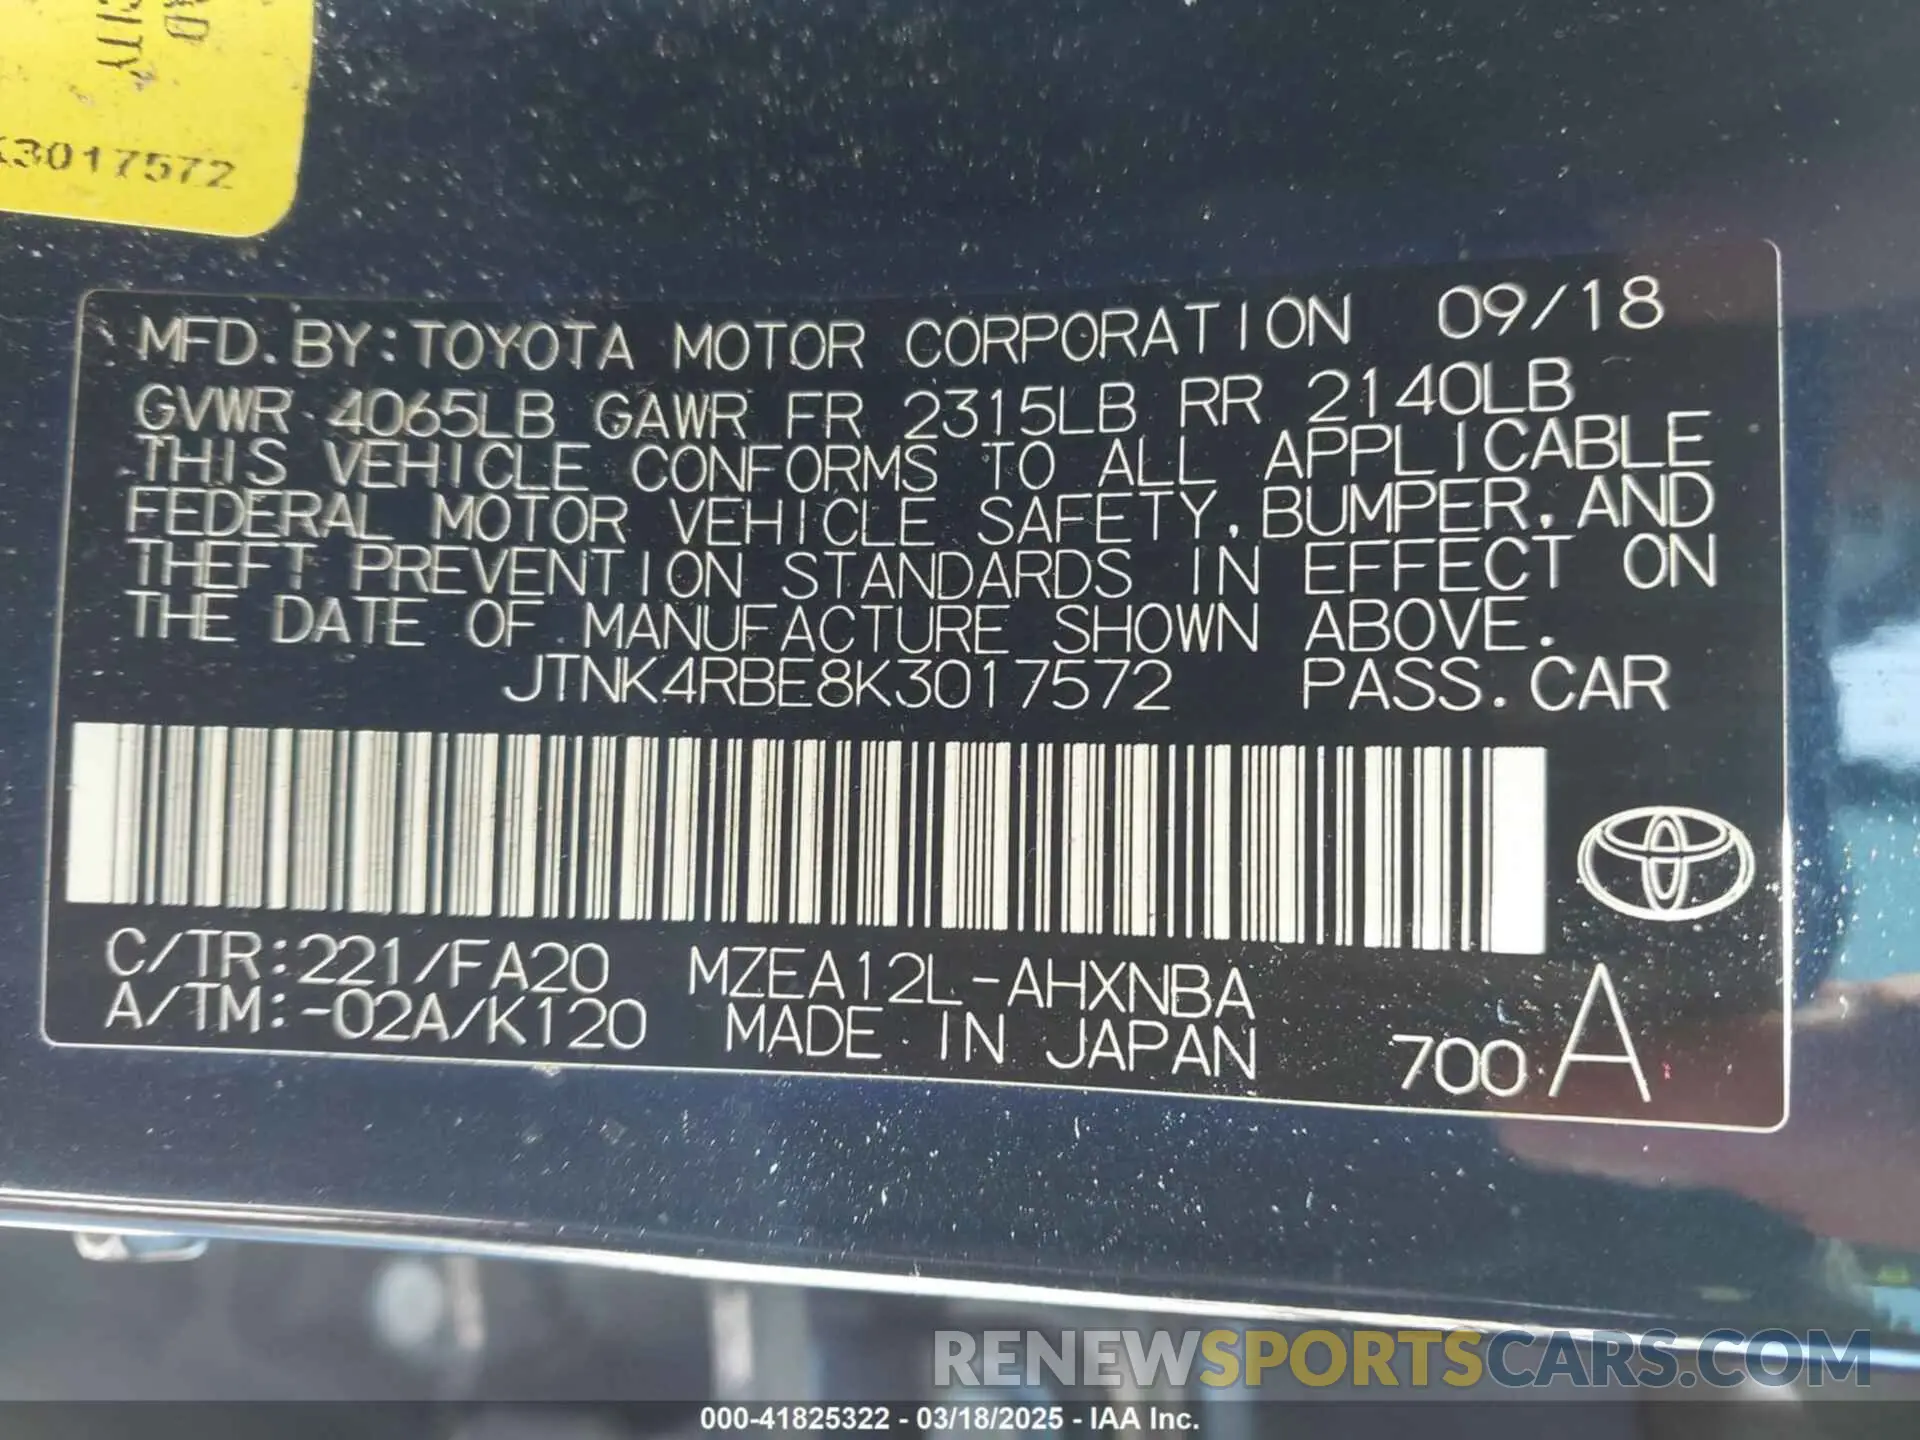 AD
CITY
K3017572
MFD. BY: TOYOTA MOTOR CORPORATION 09/18
GVWR 4065LB GAWR FR 2315LB RR 2140LB
THIS VEHICLE CONFORMS TO ALL APPLICABLE
FEDERAL MOTOR VEHICLE SAFETY, BUMPER, AND
THEFT PREVENTION STANDARDS IN EFFECT ON
THE DATE OF MANUFACTURE SHOWN ABOVE.
JTNK4RBE8K3017572 PASS. CAR
C/TR:221/FA20 MZEA12L-AHXNBA
A/TM:-02A/K120 MADE IN JAPAN 700 A
RENEWSPORTSCARS.COM
000-41825322 - 03/18/2025 - IAA Inc.